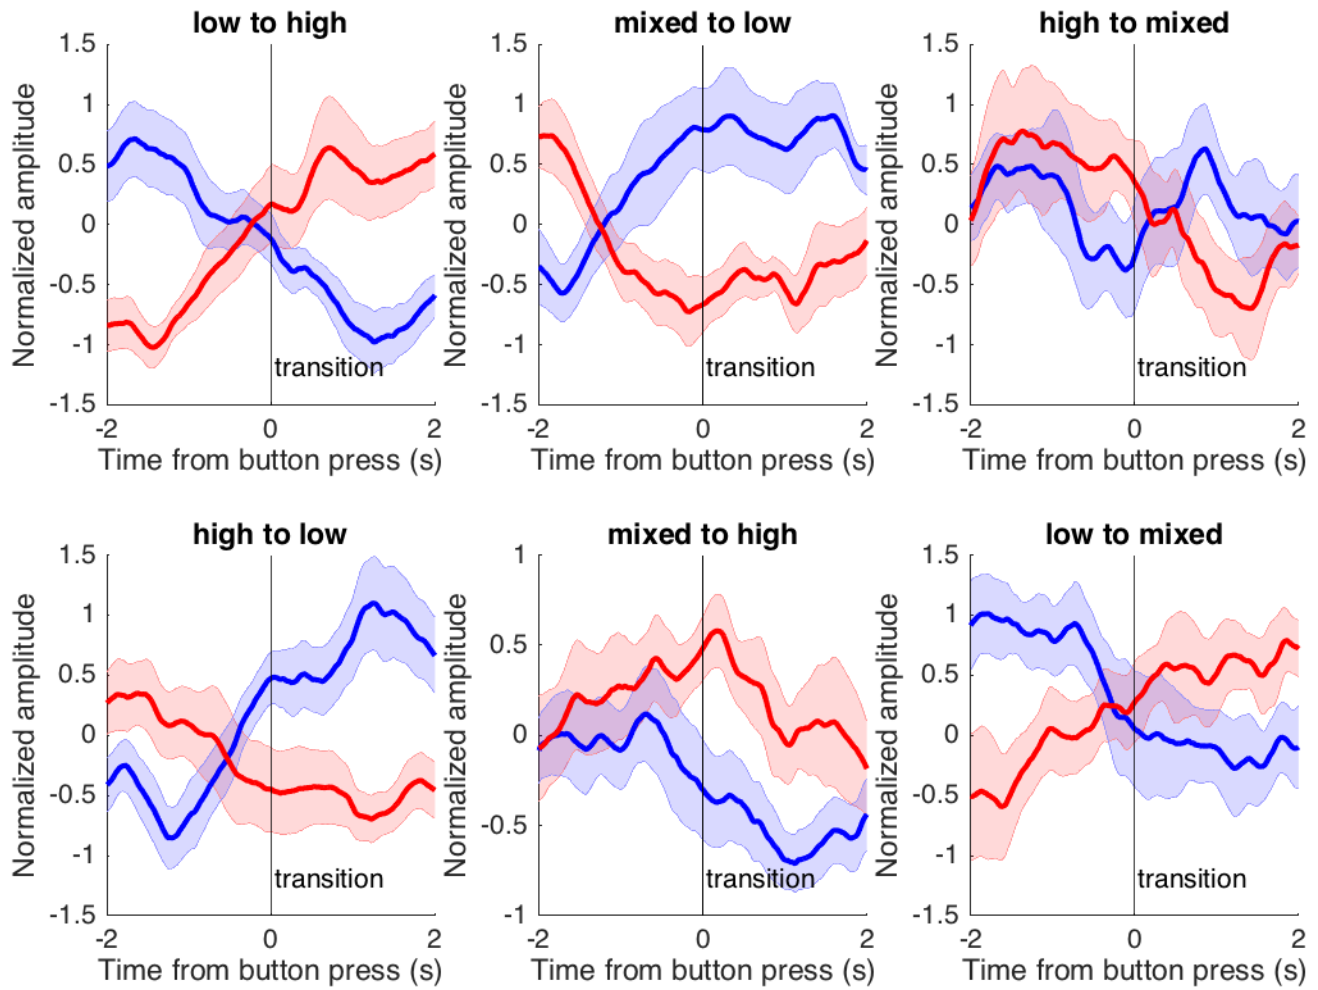 low to high
mixed to low
high to mixed
1.5
1
0.5
0
-0.5
-1
-1.5
Normalized amplitude
transition
-2
0
2
Time from button press (s)
1.5
1
0.5
0
-0.5
-1
-1.5
Normalized amplitude
transition
-2
0
2
Time from button press (s)
1.5
1
0.5
0
-0.5
-1
-1.5
Normalized amplitude
transition
-2
0
2
Time from button press (s)
high to low
mixed to high
low to mixed
1.5
1
0.5
0
-0.5
-1
-1.5
Normalized amplitude
transition
-2
0
2
Time from button press (s)
1
0.5
0
-0.5
-1
Normalized amplitude
transition
-2
0
2
Time from button press (s)
1.5
1
0.5
0
-0.5
-1
-1.5
Normalized amplitude
transition
-2
0
2
Time from button press (s)